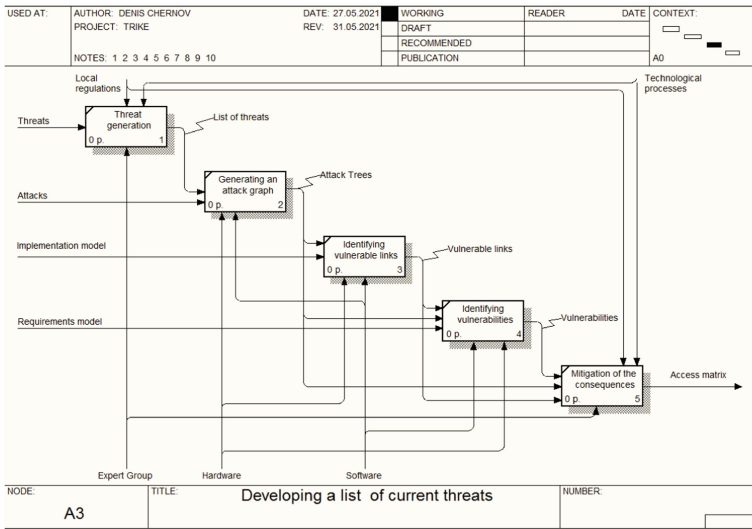 USED AT:
AUTHOR: DENIS CHERNOV
DATE: 27.05.2021
PROJECT: TRIKE
REV: 31.05.2021
NOTES: 1 2 3 4 5 6 7 8 9 10
WORKING
DRAFT
RECOMMENDED
PUBLICATION
READER
DATE
CONTEXT:
A0
Local
regulations
Technological
processes
Threats
Threat
generation
0 p.
1
List of threats
Attacks
Generating an
attack graph
0 p.
2
Attack Trees
Implementation model
Identifying
vulnerable links
0 p.
3
Vulnerable links
Requirements model
Identifying
vulnerabilities
0 p.
4
Vulnerabilities
Mitigation of the
consequences
0 p.
5
Access matrix
Expert Group
Hardware
Software
NODE:
A3
TITLE:
Developing a list of current threats
NUMBER: